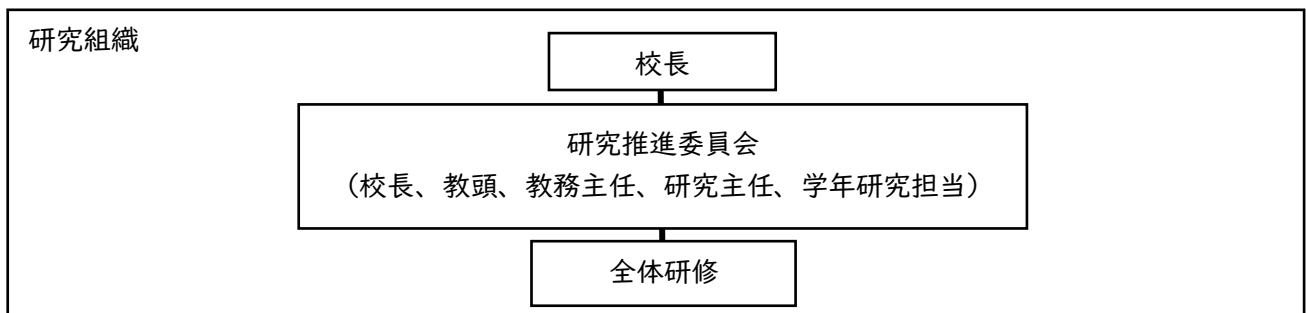 研究組織
校長
研究推進委員会
（校長、教頭、教務主任、研究主任、学年研究担当）
全体研修